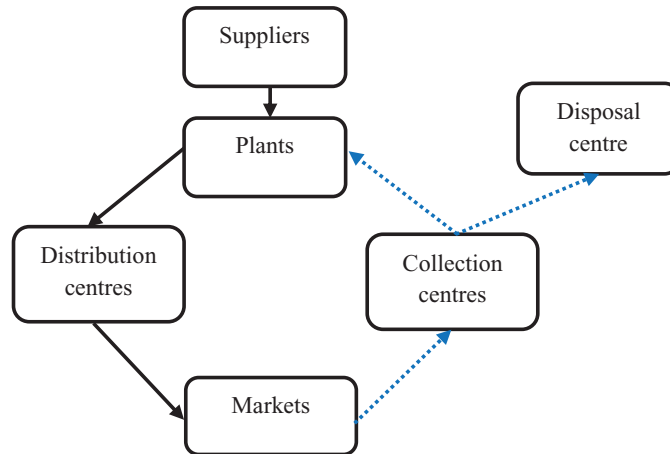 Suppliers
Plants
Disposal
centre
Distribution
centres
Collection
centres
Markets